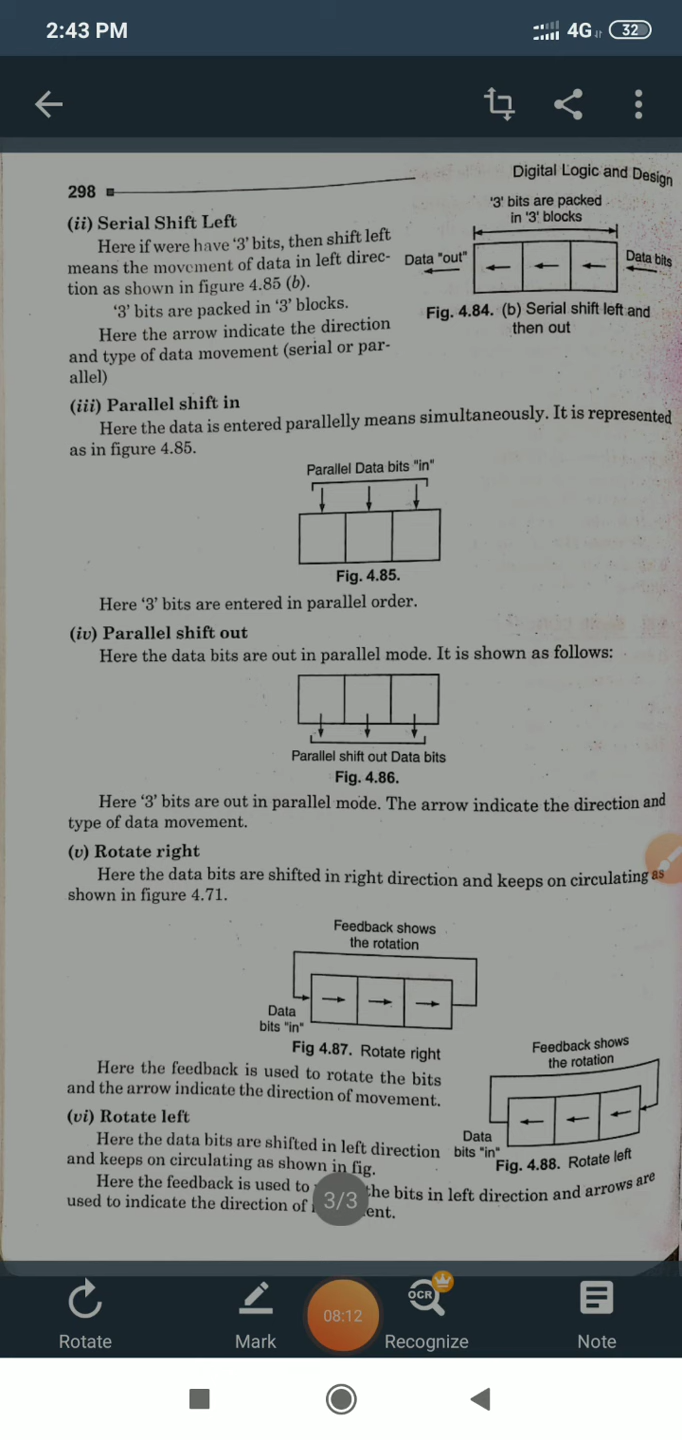 2:43 PM
4G
32
298
Digital Logic and Design
(ii) Serial Shift Left
Here if were have '3' bits, then shift left
means the movement of data in left direc-
tion as shown in figure 4.85 (b).
'3' bits are packed in '3' blocks.
Here the arrow indicate the direction
and type of data movement (serial or par-
allel)
'3' bits are packed
in '3' blocks
Data "out"
Data bits
Fig. 4.84. (b) Serial shift left and
then out
(iii) Parallel shift in
Here the data is entered parallelly means simultaneously. It is represented
as in figure 4.85.
Parallel Data bits "in"
Fig. 4.85.
Here '3' bits are entered in parallel order.
(iv) Parallel shift out
Here the data bits are out in parallel mode. It is shown as follows:
Parallel shift out Data bits
Fig. 4.86.
Here '3' bits are out in parallel mode. The arrow indicate the direction and
type of data movement.
(v) Rotate right
Here the data bits are shifted in right direction and keeps on circulating as
shown in figure 4.71.
Feedback shows
the rotation
Data
bits "in"
Fig 4.87. Rotate right
Here the feedback is used to rotate the bits
and the arrow indicate the direction of movement.
(vi) Rotate left
Here the data bits are shifted in left direction
and keeps on circulating as shown in fig.
Feedback shows
the rotation
Data
bits "in"
Fig. 4.88. Rotate left
Here the feedback is used to the bits in left direction and arrows are
used to indicate the direction of ent.
3/3
Rotate
Mark
08:12
OCR
Recognize
Note